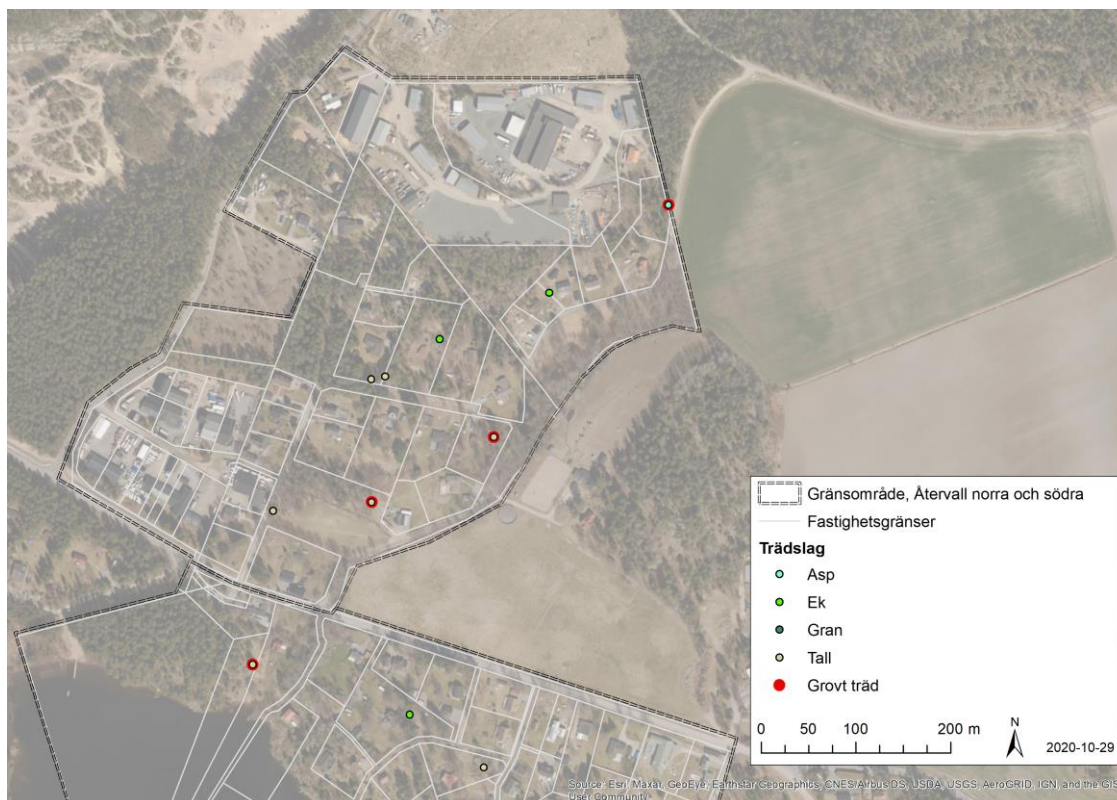 Gränsområde, Återvall norra och södra
Fastighetsgränser
Trädslag
Asp
Ek
Gran
Tall
Grovt träd
0 50 100 200 m
N
2020-10-29
Source: Esri, Maxar, GeoEye, Earthstar Geographics, CNES/Airbus DS, USDA, USGS, AeroGRID, IGN, and the GIS
User Community